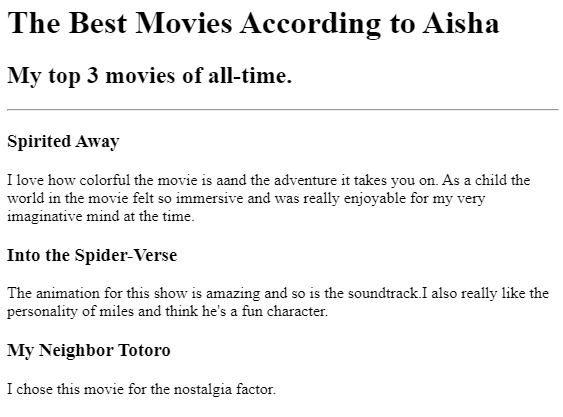 The Best Movies According to Aisha
My top 3 movies of all-time.
Spirited Away
I love how colorful the movie is aand the adventure it takes you on. As a child the
world in the movie felt so immersive and was really enjoyable for my very
imaginative mind at the time.
Into the Spider-Verse
The animation for this show is amazing and so is the soundtrack.I also really like the
personality of miles and think he's a fun character.
My Neighbor Totoro
I chose this movie for the nostalgia factor.